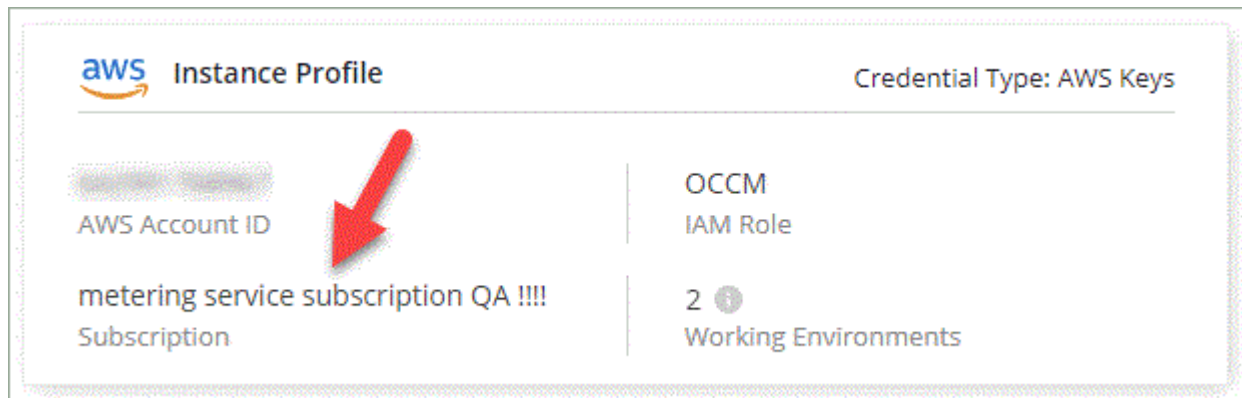 aws Instance Profile
Credential Type: AWS Keys
AWS Account ID
OCCM
IAM Role
metering service subscription QA !!!!
Subscription
2
Working Environments